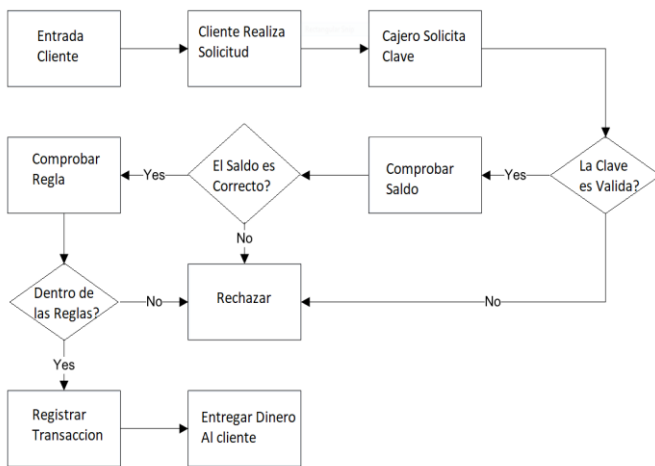 Entrada
Cliente
Cliente Realiza
Solicitud
Cajero Solicita
Clave
La Clave
es Valida?
Yes
Comprobar
Saldo
El Saldo es
Correcto?
Yes
Comprobar
Regla
No
Dentro de
las Reglas?
No
Rechazar
No
Yes
Registrar
Transaccion
Entregar Dinero
Al cliente